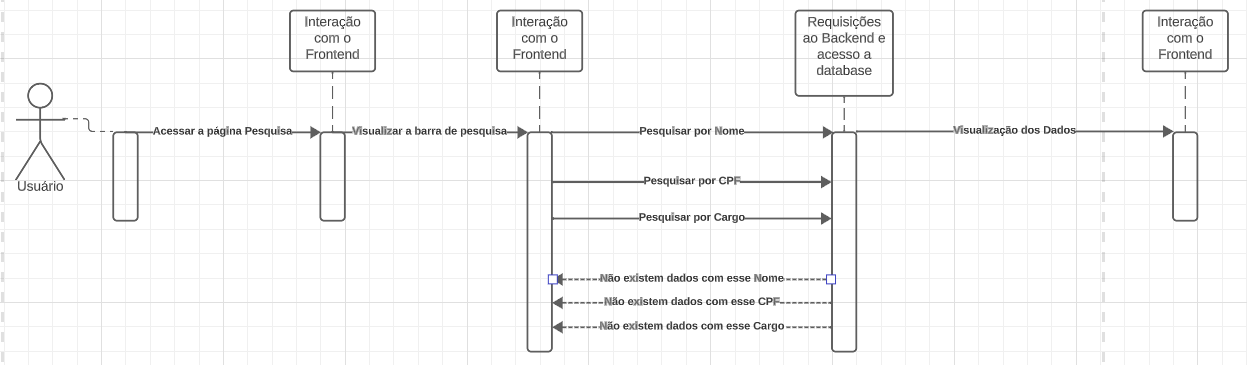 Interação
com o
Frontend
Interação
com o
Frontend
Requisições
ao Backend e
acesso a
database
Interação
com o
Frontend
Usuário
Acessar a página Pesquisa
Visualizar a barra de pesquisa
Pesquisar por Nome
Visualização dos Dados
Pesquisar por CPF
Pesquisar por Cargo
Não existem dados com esse Nome
Não existem dados com esse CPF
Não existem dados com esse Cargo